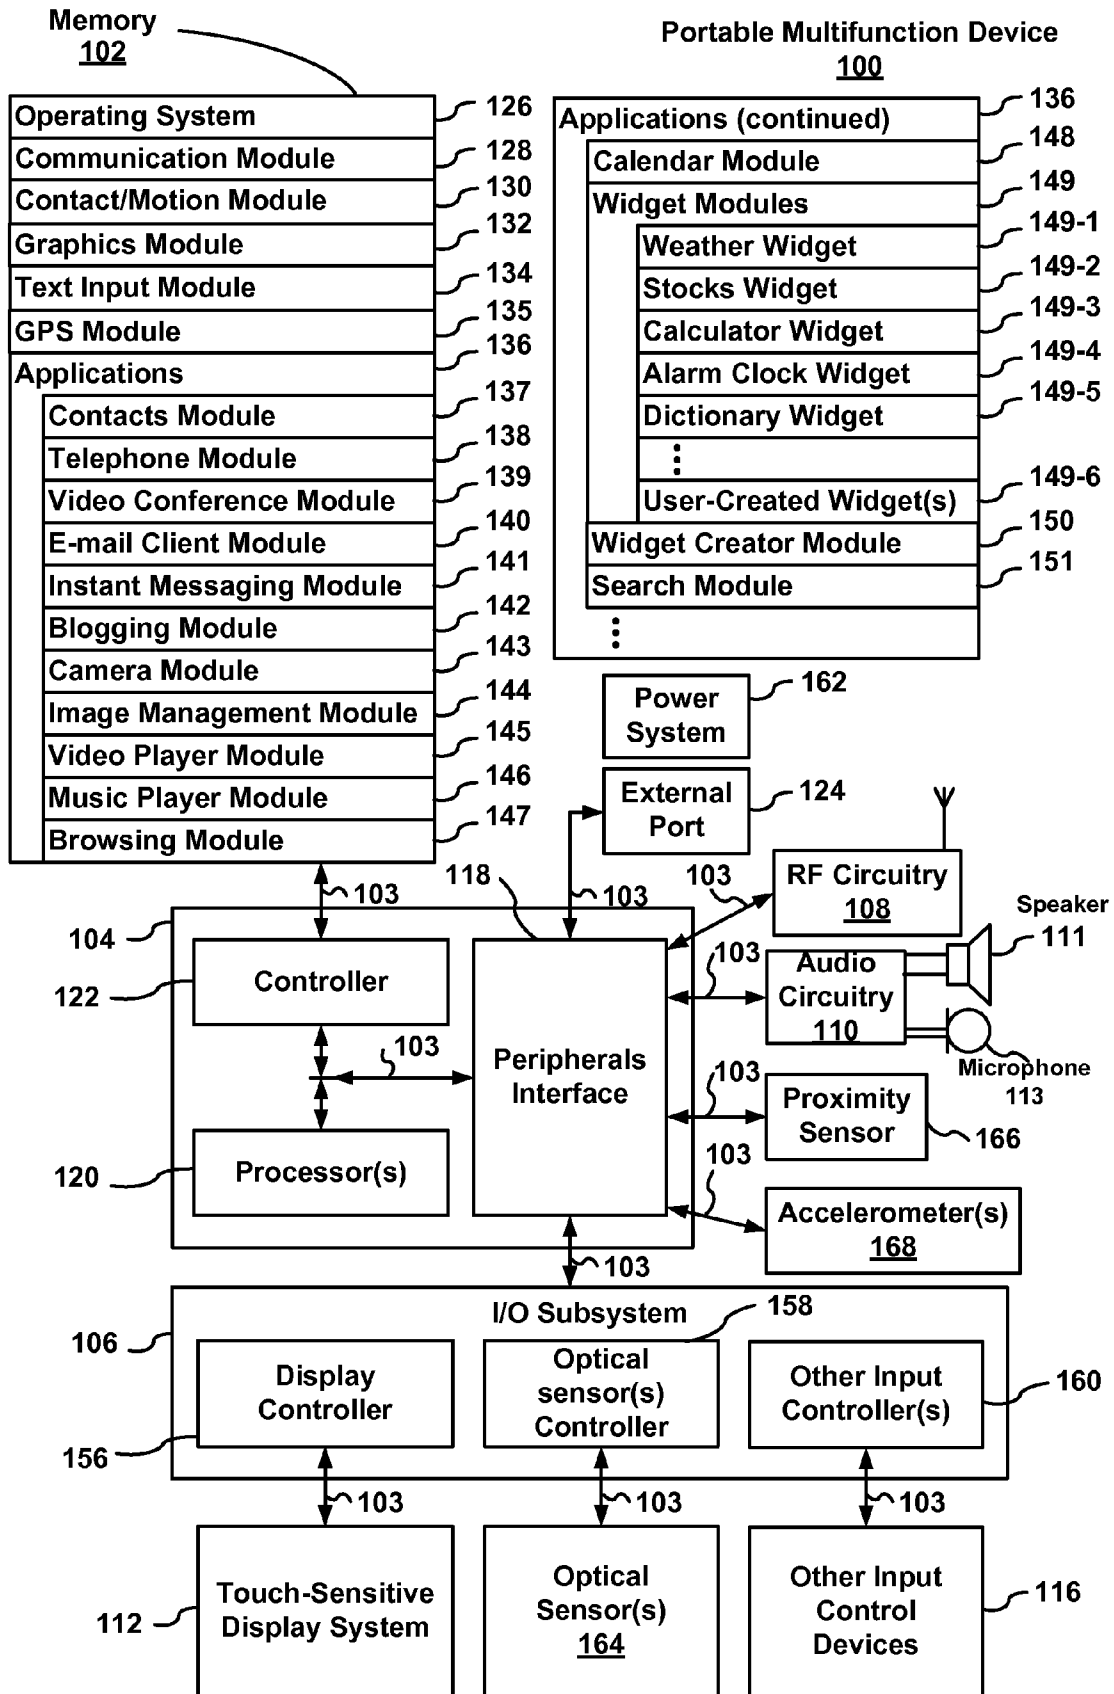 Memory
102
Portable Multifunction Device
100
Operating System
126
Communication Module
128
Contact/Motion Module
130
Graphics Module
132
Text Input Module
134
GPS Module
135
Applications
136
Contacts Module
137
Telephone Module
138
Video Conference Module
139
E-mail Client Module
140
Instant Messaging Module
141
Blogging Module
142
Camera Module
143
Image Management Module
144
Video Player Module
145
Music Player Module
146
Browsing Module
147
Applications (continued)
136
Calendar Module
148
Widget Modules
149
Weather Widget
149-1
Stocks Widget
149-2
Calculator Widget
149-3
Alarm Clock Widget
149-4
Dictionary Widget
149-5
User-Created Widget(s)
149-6
Widget Creator Module
150
Search Module
151
Power
System
162
External
Port
124
103
118
103
103
RF Circuitry
108
Speaker
111
104
Controller
122
103
Audio
Circuitry
110
Microphone
113
103
Peripherals
Interface
103
Proximity
Sensor
166
Processor(s)
120
103
Accelerometer(s)
168
103
I/O Subsystem
158
106
Display
Controller
156
Optical
sensor(s)
Controller
Other Input
Controller(s)
160
103
103
103
Touch-Sensitive
Display System
112
Optical
Sensor(s)
164
Other Input
Control
Devices
116